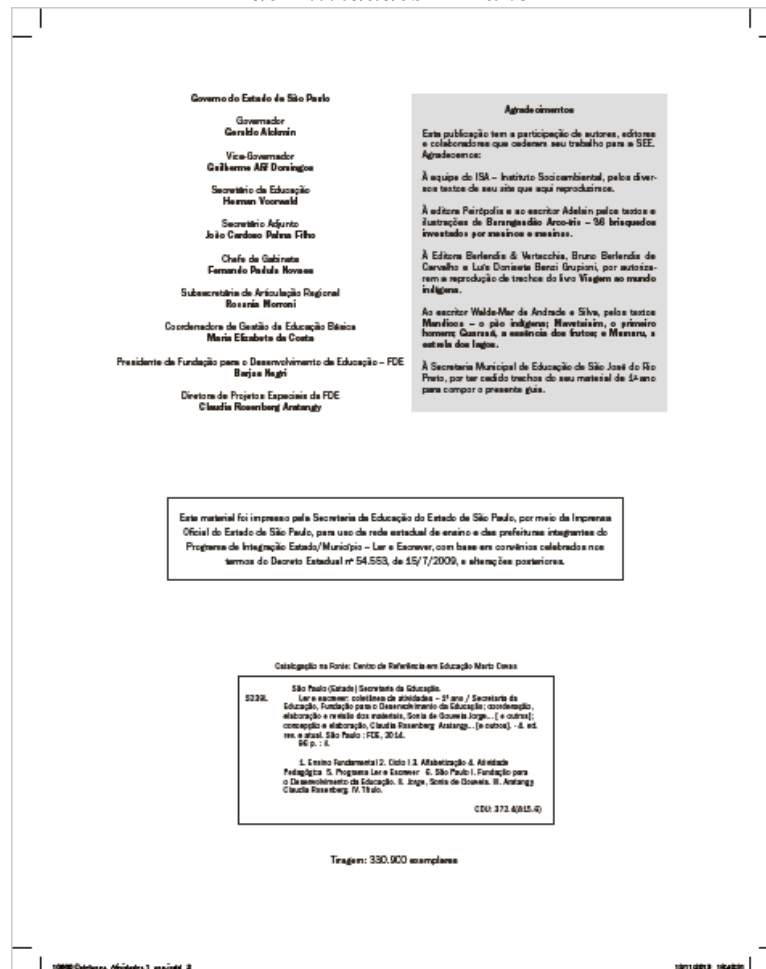 Governo do Estado de São Paulo
Governador
Geraldo Alckmin
Vice-Governador
Guilherme Afif Domingos
Secretário da Educação
Herman Voorwald
Secretário Adjunto
João Cardoso Palma Filho
Chefe de Gabinete
Fernando Padula Novaes
Subsecretária de Articulação Regional
Rosania Morroni
Coordenadora de Gestão da Educação Básica
Maria Elizabete da Costa
Presidente da Fundação para o Desenvolvimento da Educação – FDE
Barjas Negri
Diretora de Projetos Especiais da FDE
Claudia Rosenberg Aratangy
Agradecimentos
Esta publicação tem a participação de autores, editores
e colaboradores que cederam seu trabalho para a SEE.
Agradecemos:
À equipe do ISA – Instituto Socioambiental, pelos diver-
sos textos de seu site que aqui reproduzimos.
À editora Peirópolis e ao escritor Adelsin pelos textos e
ilustrações de Barangandão Arco-íris – 36 brinquedos
inventados por meninos e meninas.
À Editora Berlendis & Vertecchia, Bruno Berlendis de
Carvalho e Luís Donisete Benzi Grupioni, por autoriza-
rem a reprodução de trechos do livro Viagem ao mundo
indígena.
Ao escritor Walde-Mar de Andrade e Silva, pelos textos
Mandioca – o pão indígena; Mavutsinim, o primeiro
homem; Guaraná, a essência dos frutos; e Mamuru, a
estrela dos lagos.
À Secretaria Municipal de Educação de São José do Rio
Preto, por ter cedido trechos do seu material de 1º ano
para compor o presente guia.
Este material foi impresso pela Secretaria da Educação do Estado de São Paulo, por meio da Imprensa
Oficial do Estado de São Paulo, para uso da rede estadual de ensino e das prefeituras integrantes do
Programa de Integração Estado/Município – Ler e Escrever, com base em convênios celebrados nos
termos do Decreto Estadual nº 54.553, de 15/7/2009, e alterações posteriores.
Catalogação na Fonte: Centro de Referência em Educação Mario Covas
São Paulo (Estado) Secretaria da Educação.
S239L Ler e escrever: coletânea de atividades – 1º ano / Secretaria da
Educação, Fundação para o Desenvolvimento da Educação; coordenação,
elaboração e revisão dos materiais, Sonia de Gouveia Jorge... [e outros];
concepção e elaboração, Claudia Rosenberg Aratangy... [e outros]. - 4. ed.
rev. e atual. São Paulo : FDE, 2014.
96 p. : il.
1. Ensino Fundamental 2. Ciclo I 3. Alfabetização 4. Atividade
Pedagógica 5. Programa Ler e Escrever 6. São Paulo I. Fundação para
o Desenvolvimento da Educação. II. Jorge, Sonia de Gouveia. III. Aratangy
Claudia Rosenberg. IV. Título.
CDU: 372.4(815.6)
Tiragem: 330.900 exemplares